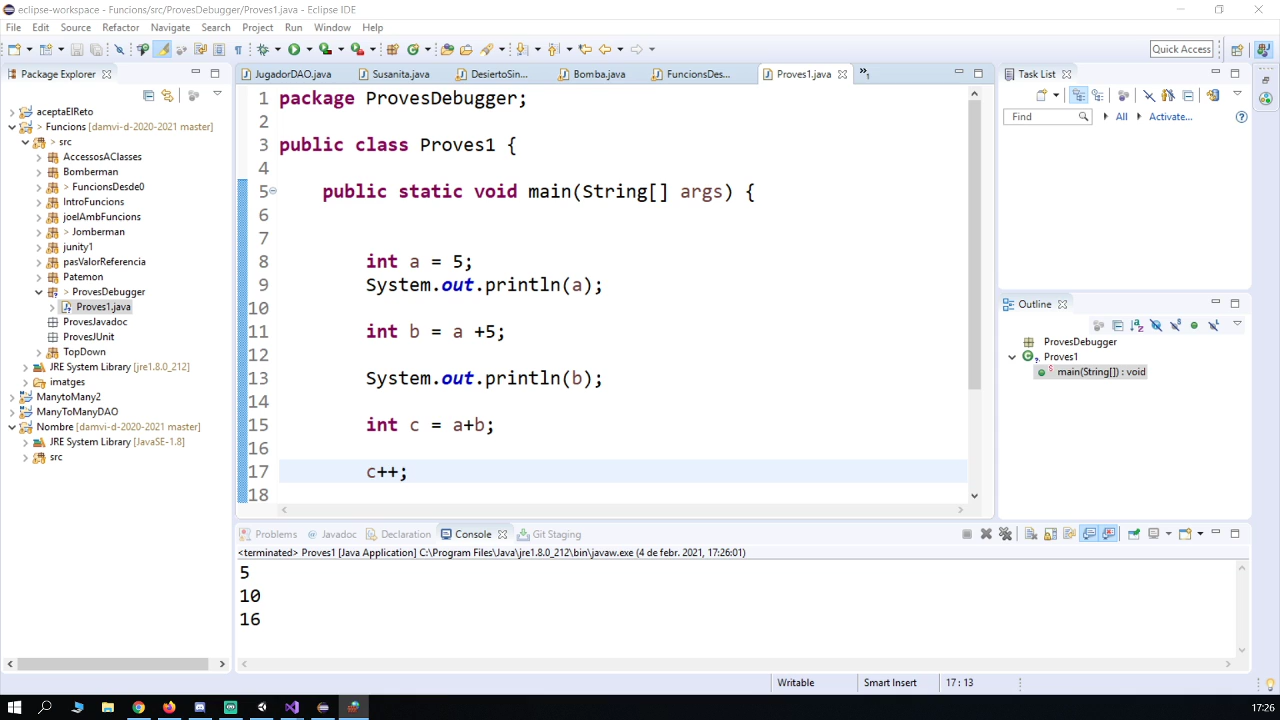 eclipse-workspace - Funcions/src/ProvesDebugger/Proves1.java - Eclipse IDE
File Edit Source Refactor Navigate Search Project Run Window Help
Quick Access
Package Explorer
aceptaElReto
> Funcions [damvi-d-2020-2021 master]
> src
AccessosAClasses
Bomberman
> FuncionsDesde0
IntroFuncions
joelAmbFuncions
> Jomberman
junity1
pasValorReferencia
Patemon
> ProvesDebugger
Proves1.java
ProvesJavadoc
ProvesJUnit
TopDown
JRE System Library [jre1.8.0_212]
imatges
ManytoMany2
ManyToManyDAO
Nombre [damvi-d-2020-2021 master]
JRE System Library [JavaSE-1.8]
src
JugadorDAO.java Susanita.java DesiertoSin... Bomba.java FuncionsDes... Proves1.java »1
1 package ProvesDebugger;
2
3 public class Proves1 {
4
5 public static void main(String[] args) {
6
7
8 int a = 5;
9 System.out.println(a);
10
11 int b = a +5;
12
13 System.out.println(b);
14
15 int c = a+b;
16
17 c++;
18
Task List
Find All Activate...
Outline
ProvesDebugger
Proves1
S main(String[]) : void
Problems @ Javadoc Declaration Console Git Staging
<terminated> Proves1 [Java Application] C:\Program Files\Java\jre1.8.0_212\bin\javaw.exe (4 de febr. 2021, 17:26:01)
5
10
16
Writable Smart Insert 17 : 13
17:26